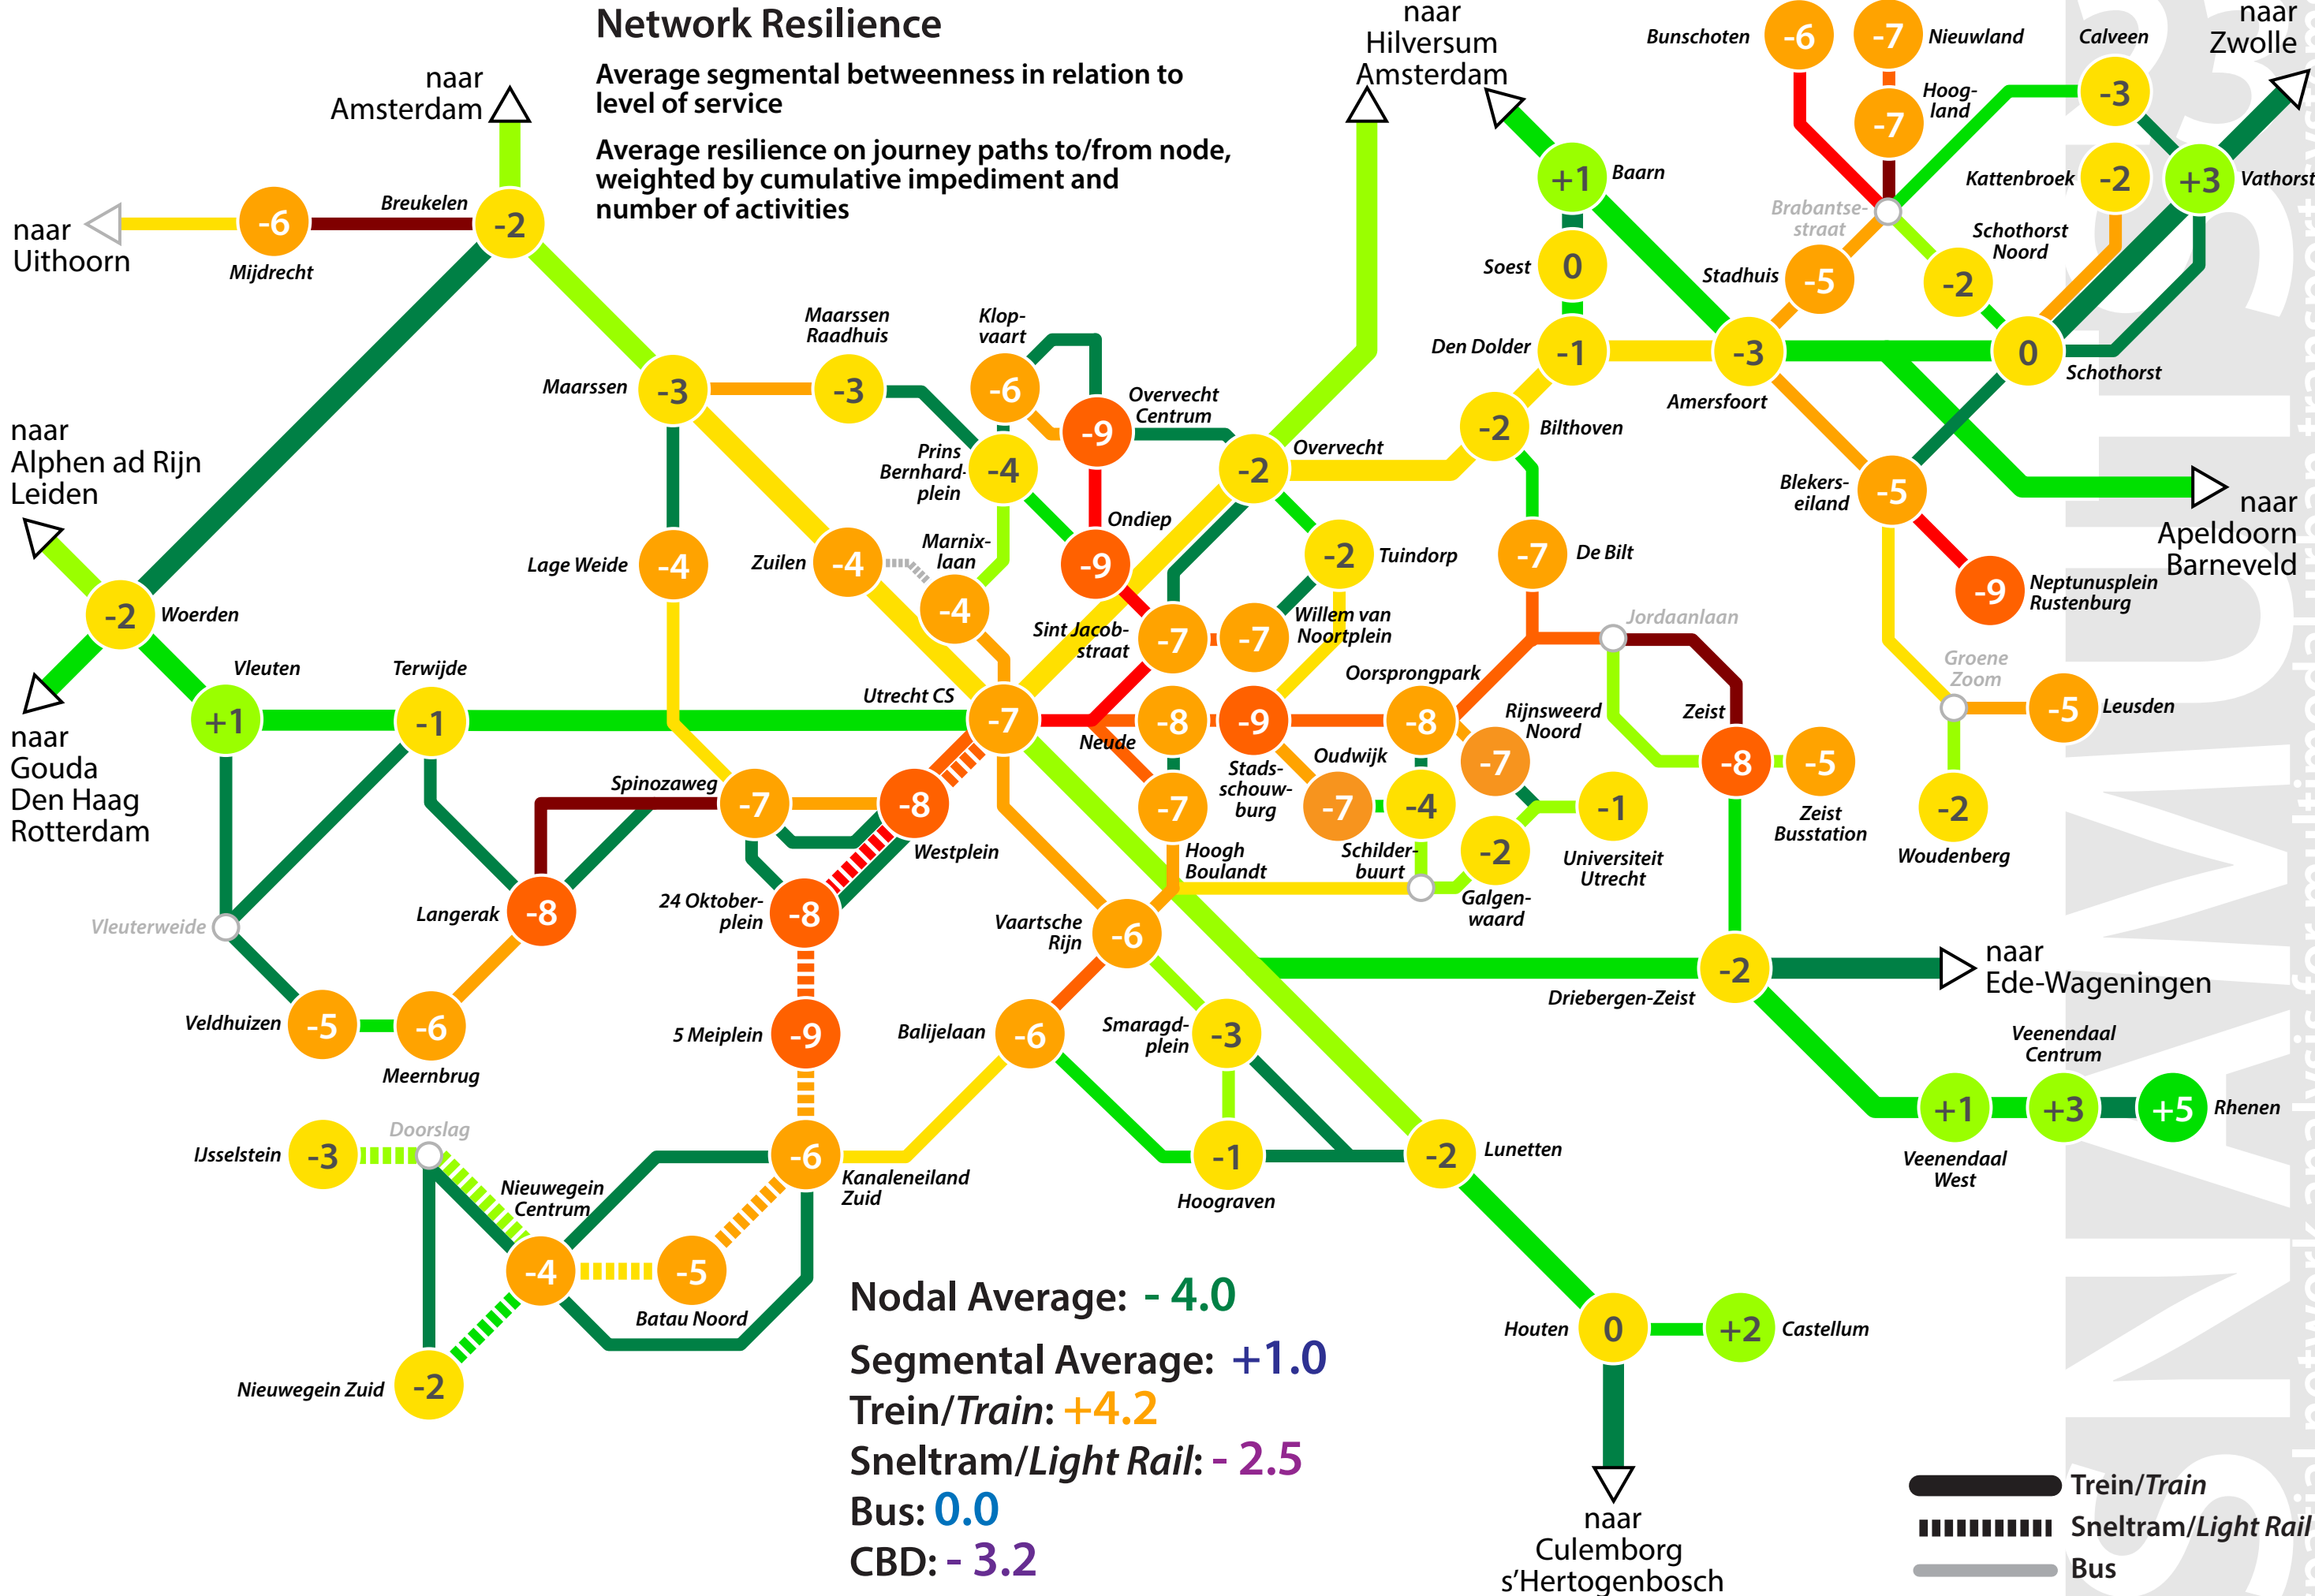 Network Resilience
Average segmental betweenness in relation to
level of service
Average resilience on journey paths to/from node,
weighted by cumulative impediment and
number of activities
naar
Amsterdam
naar
Hilversum
Amsterdam
naar
Zwolle
Bunschoten
-6
-7
Nieuwland
Calveen
-3
Hoog-
land
-7
+1
Baarn
Kattenbroek
-2
+3
Vathorst
Brabantse-
straat
Schothorst
Noord
-2
naar
Uithoorn
-6
Mijdrecht
Breukelen
-2
Soest
0
Stadhuis
-5
Den Dolder
-1
-3
Amersfoort
0
Schothorst
Maarssen
-3
Maarssen
Raadhuis
-3
Klop-
vaart
-6
Overvecht
Centrum
-9
Prins
Bernhard-
plein
-4
Overvecht
-2
-2
Bilthoven
naar
Alphen ad Rijn
Leiden
Blekers-
eiland
-5
naar
Apeldoorn
Barneveld
Lage Weide
-4
Zuilen
-4
Marnix-
laan
-4
Ondiep
-9
-2
Tuindorp
-7
De Bilt
-9
Neptunusplein
Rustenburg
-2
Woerden
Sint Jacob-
straat
-7
-7
Willem van
Noortplein
Jordaanlaan
Groene
Zoom
-5
Leusden
Vleuten
+1
Terwijde
-1
Utrecht CS
-7
Neude
-8
-9
Stads-
schouw-
burg
Oorsprongpark
-8
Rijnsweerd
Noord
-7
Zeist
-8
-5
Zeist
Busstation
naar
Gouda
Den Haag
Rotterdam
Spinozaweg
-7
-8
Westplein
-7
Hoogh
Boulandt
Oudwijk
-7
-4
Schilder-
buurt
-2
Galgen-
waard
-1
Universiteit
Utrecht
-2
Woudenberg
Vleuterweide
Langerak
-8
24 Oktober-
plein
-8
Vaartsche
Rijn
-6
-2
Driebergen-Zeist
naar
Ede-Wageningen
Veldhuizen
-5
-6
Meernbrug
5 Meiplein
-9
Balijelaan
-6
Smaragd-
plein
-3
Veenendaal
Centrum
+1
+3
+5
Rhenen
Veenendaal
West
IJsselstein
-3
Doorslag
Nieuwegein
Centrum
-4
-6
Kanaleneiland
Zuid
-1
Hoograven
-2
Lunetten
-5
Batau Noord
Nieuwegein Zuid
-2
Houten
0
+2
Castellum
Nodal Average: - 4.0
Segmental Average: +1.0
Trein/Train: +4.2
Sneltram/Light Rail: - 2.5
Bus: 0.0
CBD: - 3.2
naar
Culemborg
s'Hertogenbosch
Trein/Train
Sneltram/Light Rail
Bus